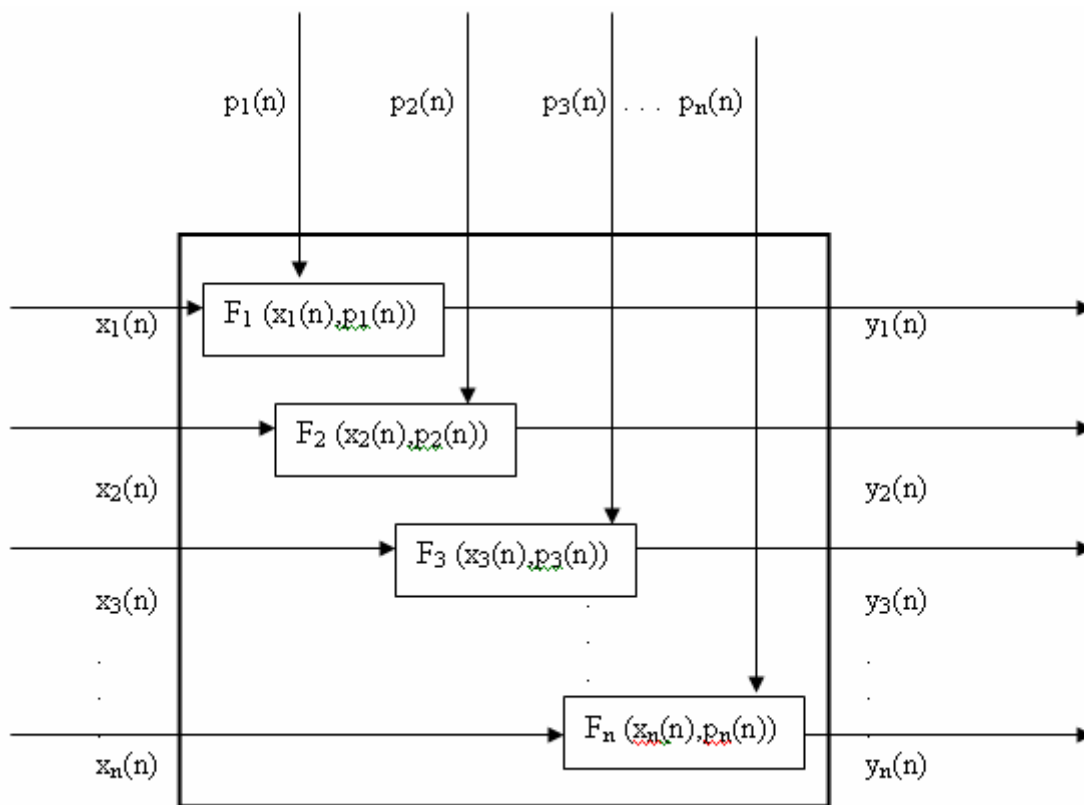 p₁(n) p₂(n) p₃(n) . . . pₙ(n)
F₁ (x₁(n),p₁(n))
x₁(n) y₁(n)
F₂ (x₂(n),p₂(n))
x₂(n) y₂(n)
F₃ (x₃(n),p₃(n))
x₃(n) y₃(n)
.
.
.
Fₙ (xₙ(n),pₙ(n))
xₙ(n) yₙ(n)